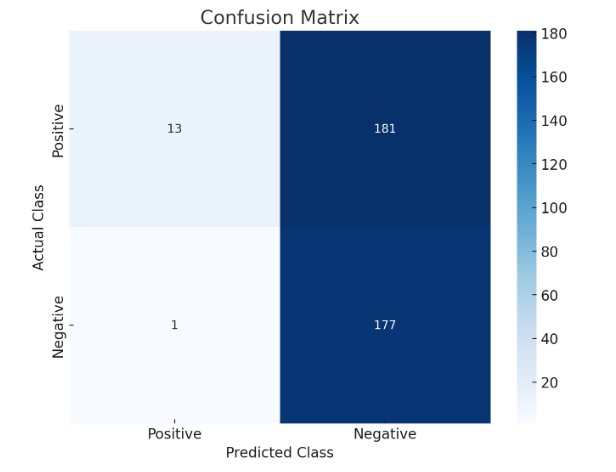 Confusion Matrix
Actual Class
Positive
13
181
Negative
1
177
Positive
Negative
Predicted Class
180
160
140
120
100
80
60
40
20